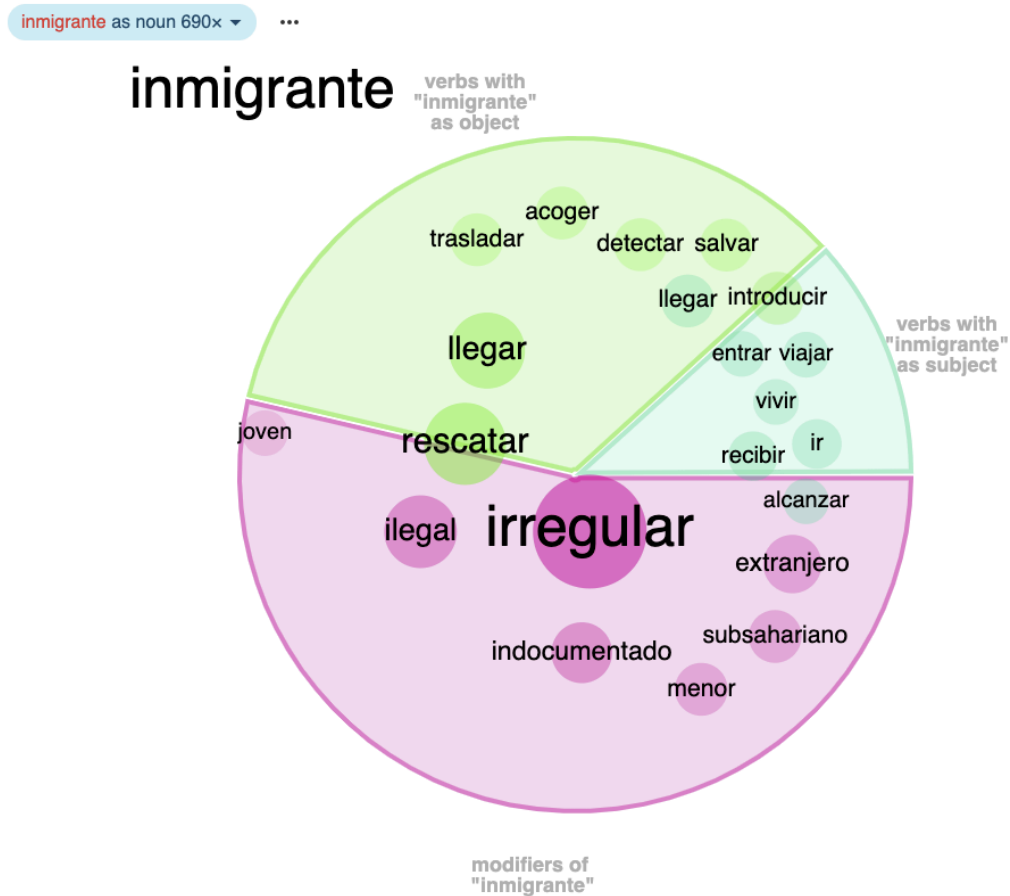 inmigrante as noun 690×
inmigrante
verbs with
"inmigrante"
as object
acoger
trasladar
detectar
salvar
llegar
introducir
verbs with
"inmigrante"
as subject
llegar
entrar
viajar
vivir
joven
rescatar
recibir
ir
alcanzar
ilegal
irregular
extranjero
subsahariano
indocumentado
menor
modifiers of
"inmigrante"